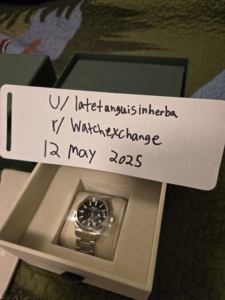 U/latetanguisinherba
r/Watchexchange
12 May 2025